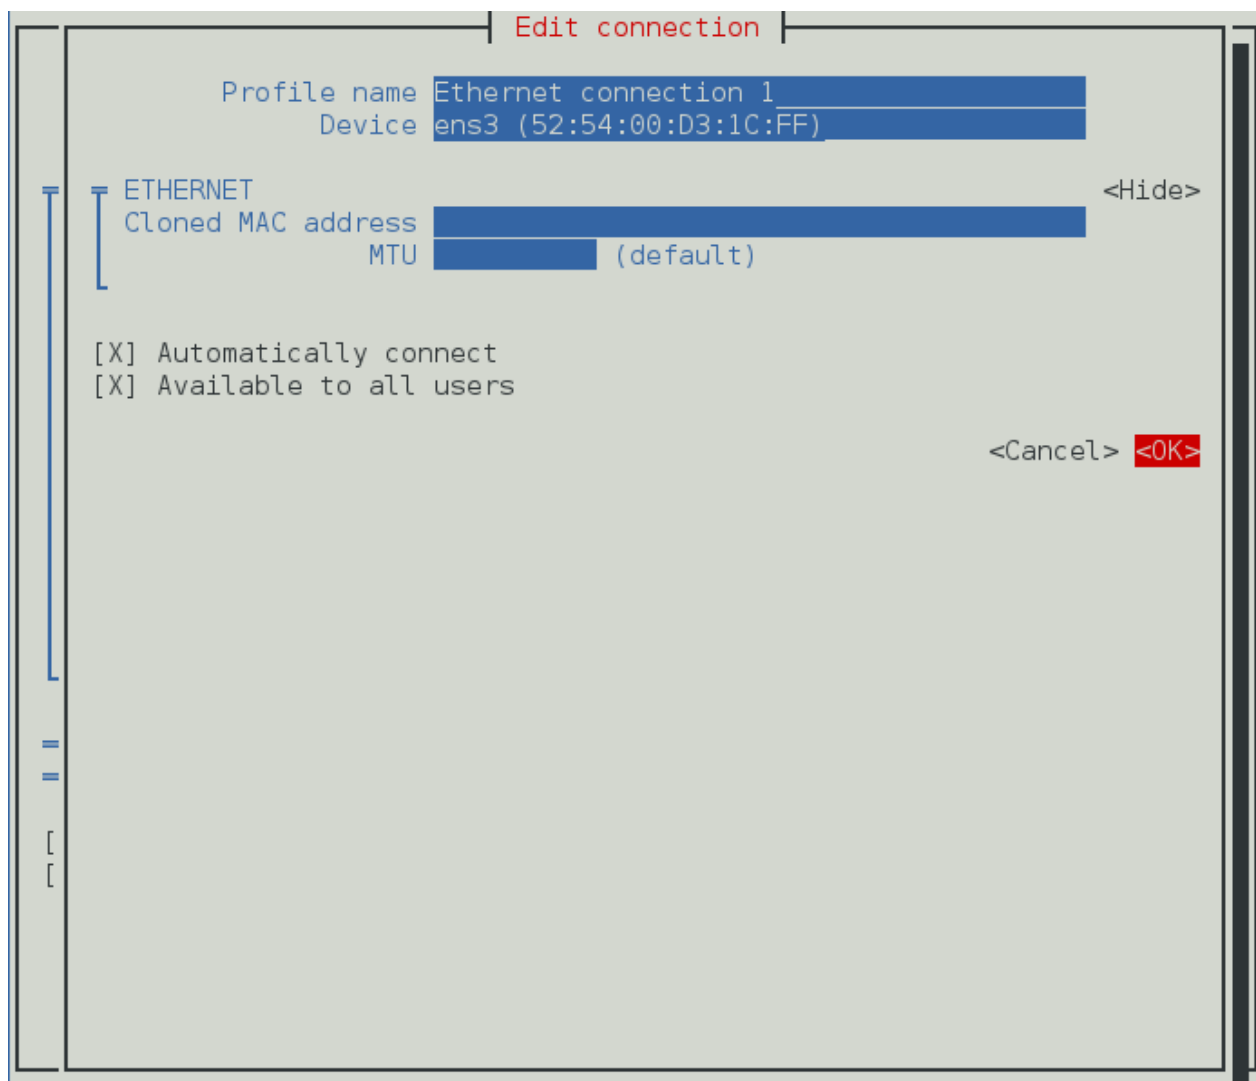 Edit connection
Profile name Ethernet connection 1
Device ens3 (52:54:00:D3:1C:FF)
ETHERNET <Hide>
Cloned MAC address
MTU (default)
[X] Automatically connect
[X] Available to all users
<Cancel> <OK>
[
[